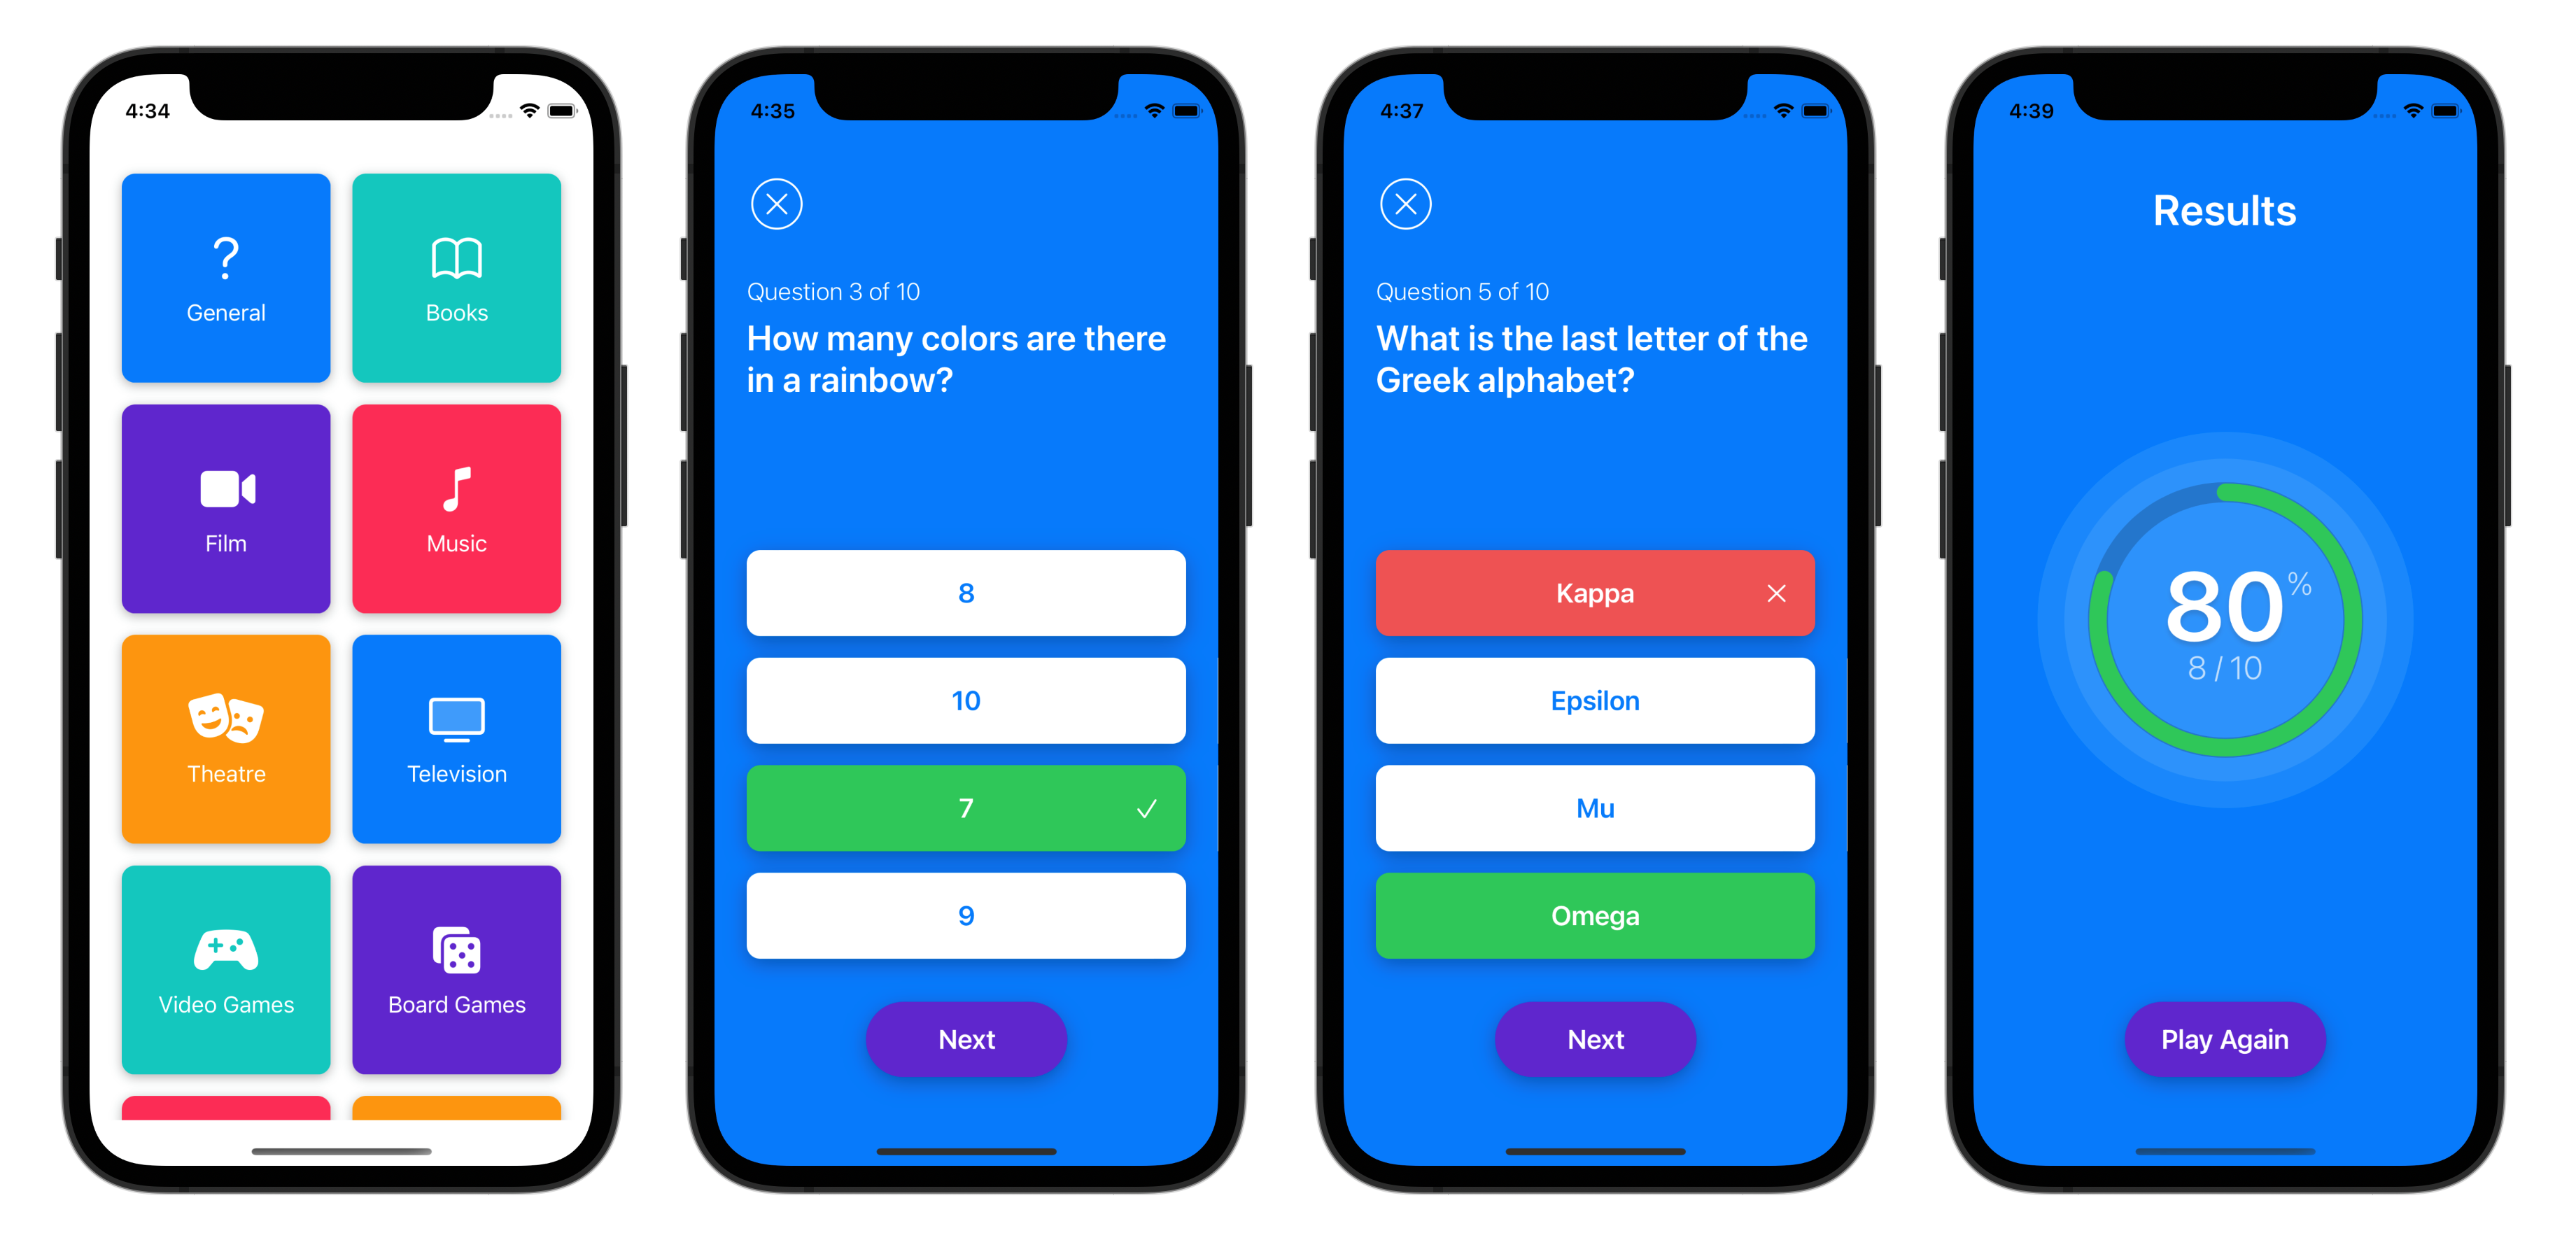 4:34
?
General
Books
Film
Music
Theatre
Television
Video Games
Board Games
4:35
Question 3 of 10
How many colors are there
in a rainbow?
8
10
7
9
Next
4:37
Question 5 of 10
What is the last letter of the
Greek alphabet?
Kappa
Epsilon
Mu
Omega
Next
4:39
Results
80%
8 / 10
Play Again